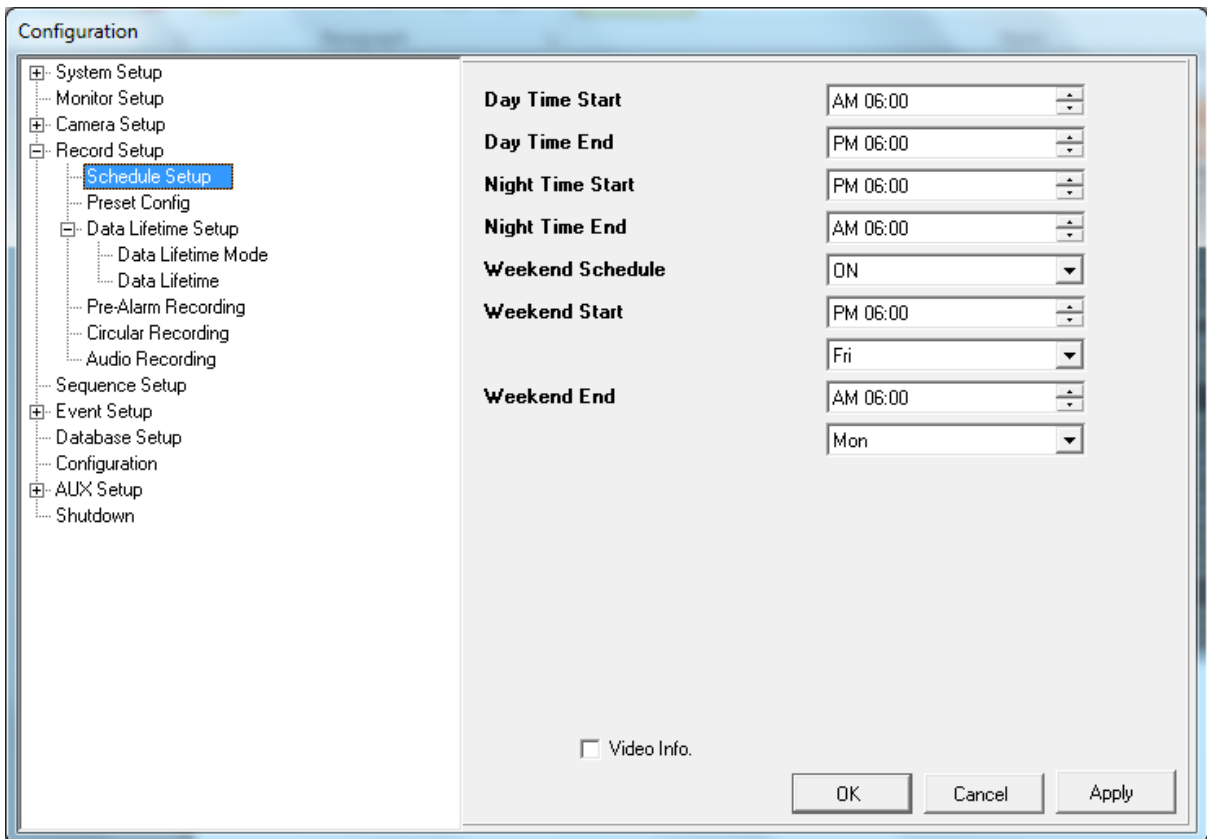 Configuration
System Setup
Monitor Setup
Camera Setup
Record Setup
Schedule Setup
Preset Config
Data Lifetime Setup
Data Lifetime Mode
Data Lifetime
Pre-Alarm Recording
Circular Recording
Audio Recording
Sequence Setup
Event Setup
Database Setup
Configuration
AUX Setup
Shutdown
Day Time Start AM 06:00
Day Time End PM 06:00
Night Time Start PM 06:00
Night Time End AM 06:00
Weekend Schedule ON
Weekend Start PM 06:00
Fri
Weekend End AM 06:00
Mon
Video Info.
OK Cancel Apply